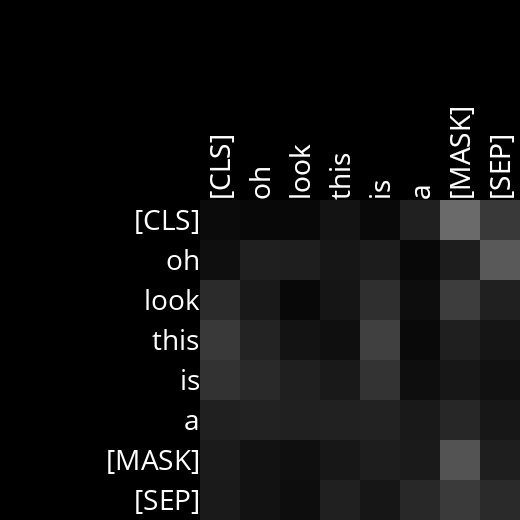 [CLS] oh look this is a [MASK] [SEP]
[CLS]
oh
look
this
is
a
[MASK]
[SEP]